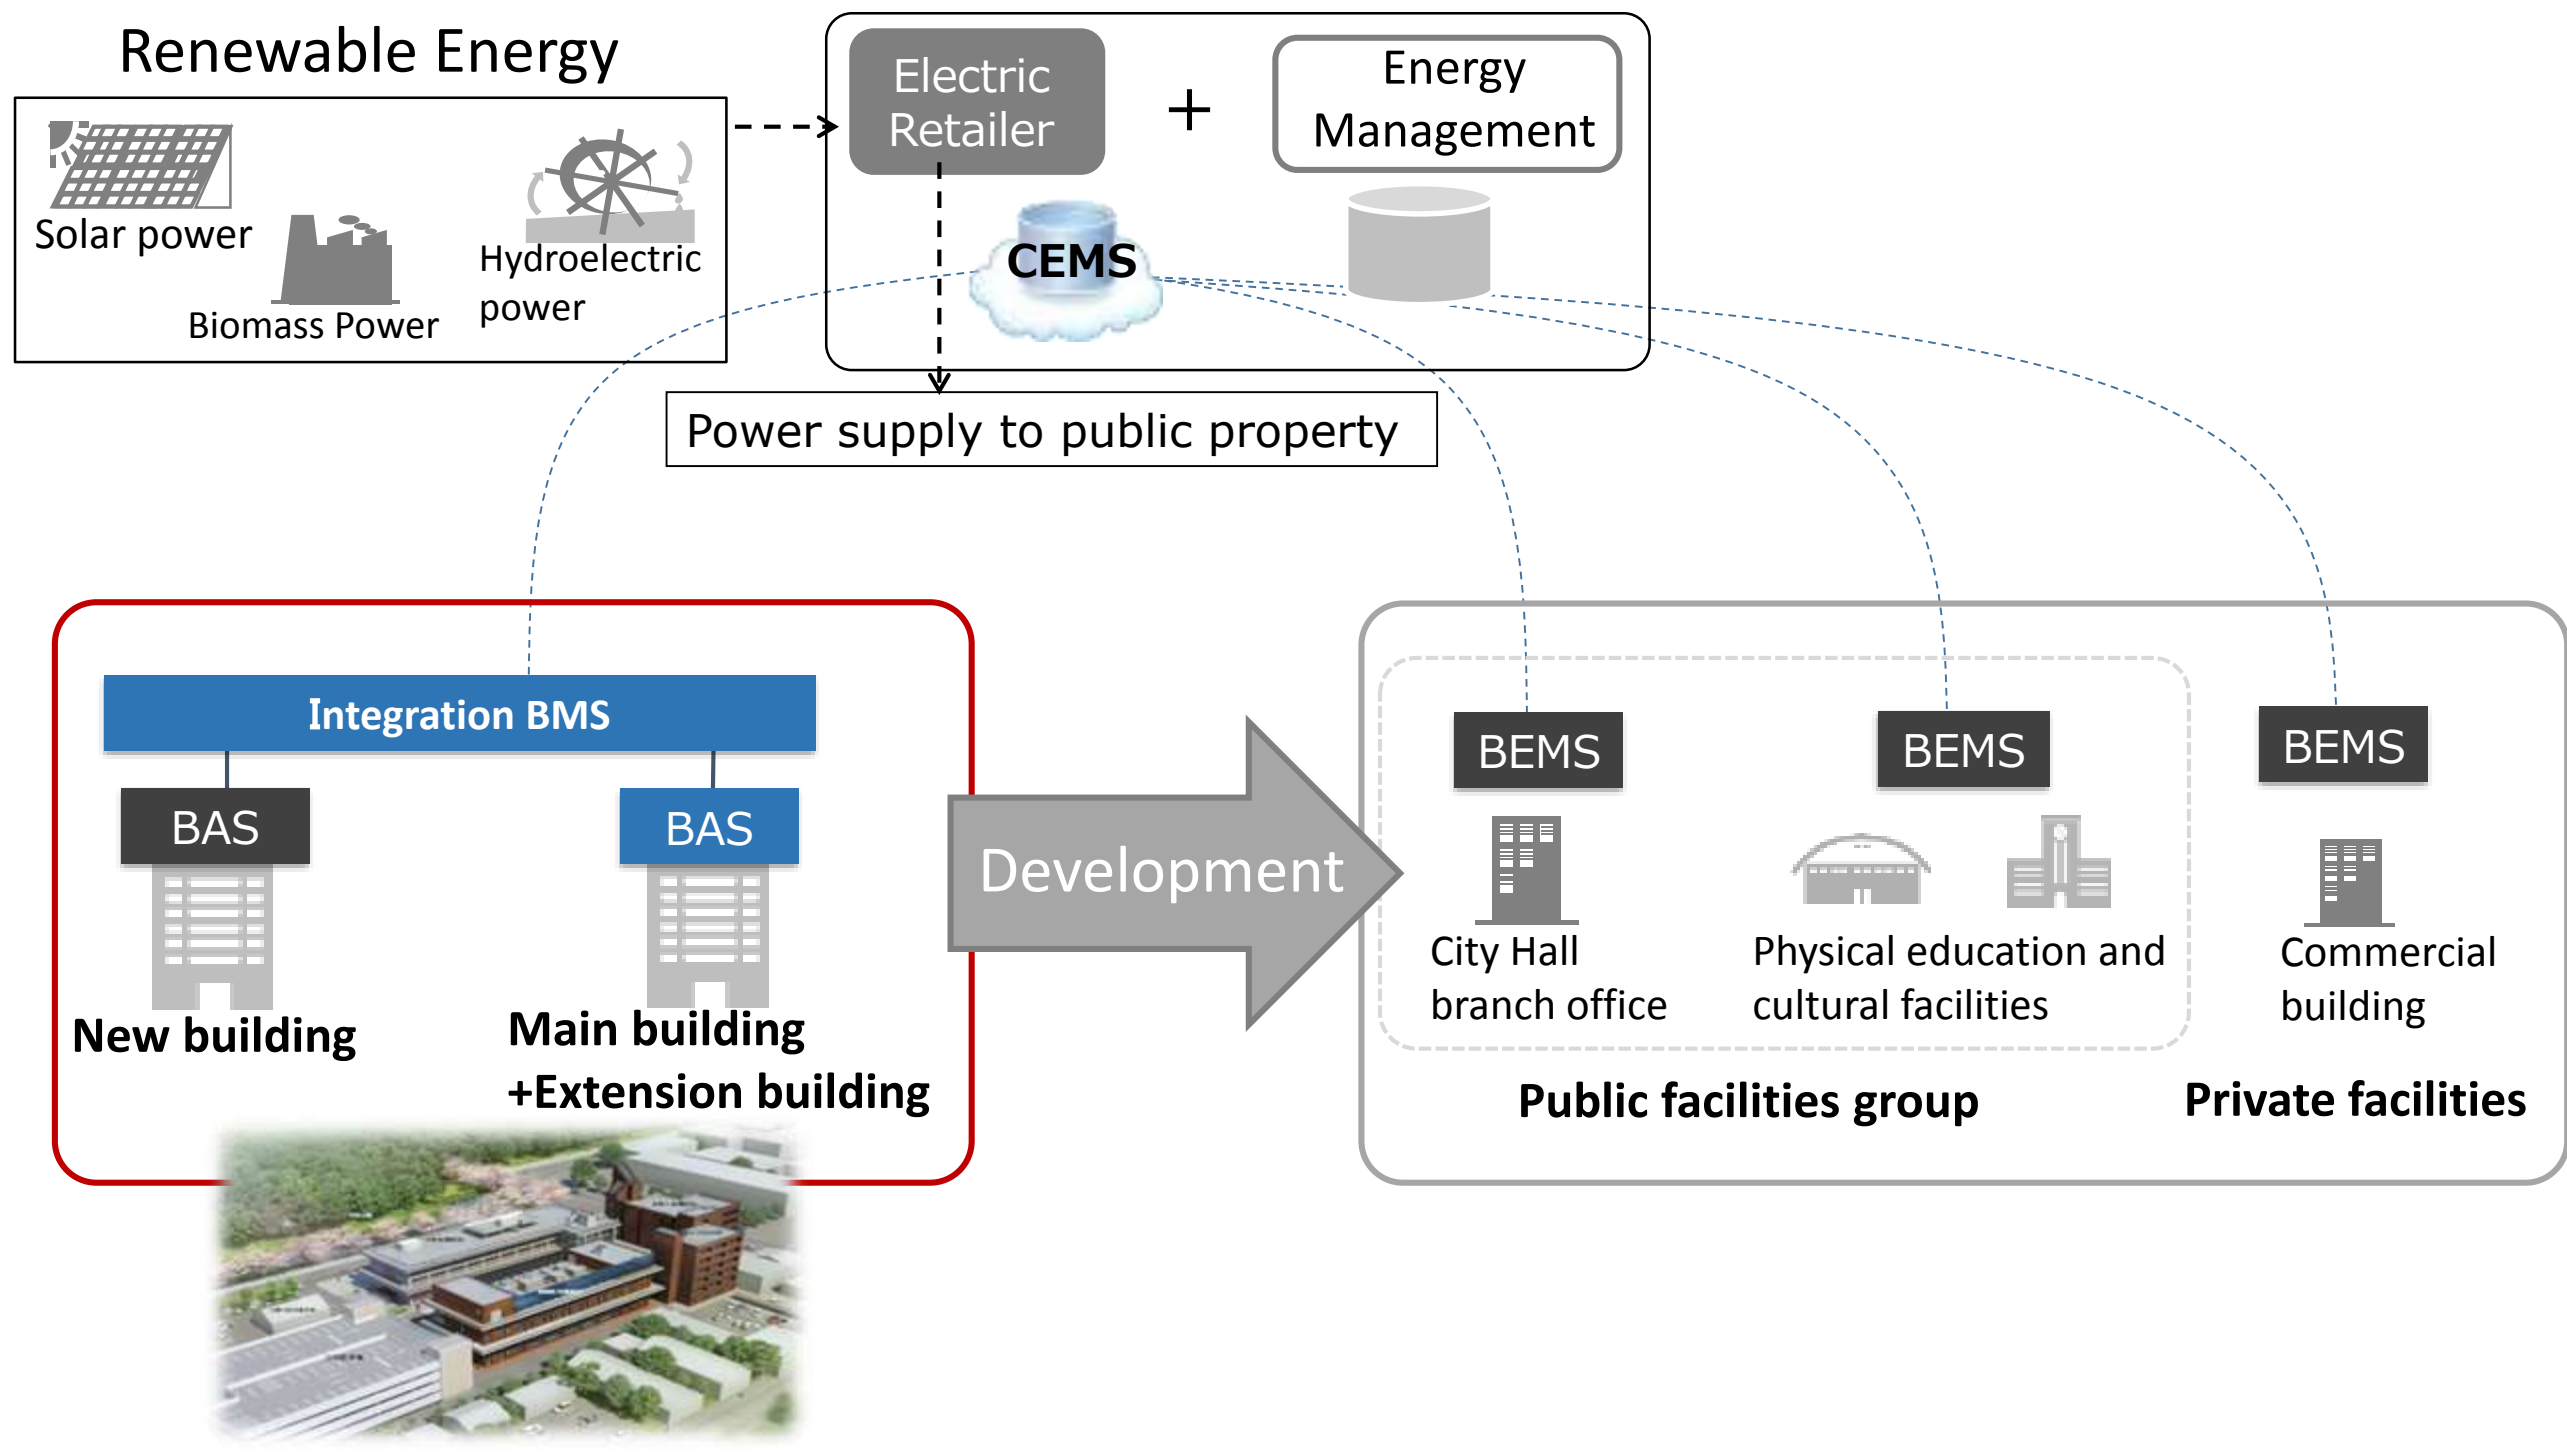 Renewable Energy
Solar power
Biomass Power
Hydroelectric
power
Electric
Retailer
+
Energy
Management
CEMS
Power supply to public property
Integration BMS
BAS
BAS
New building
Main building
+Extension building
Development
BEMS
BEMS
BEMS
City Hall
branch office
Physical education and
cultural facilities
Commercial
building
Public facilities group
Private facilities